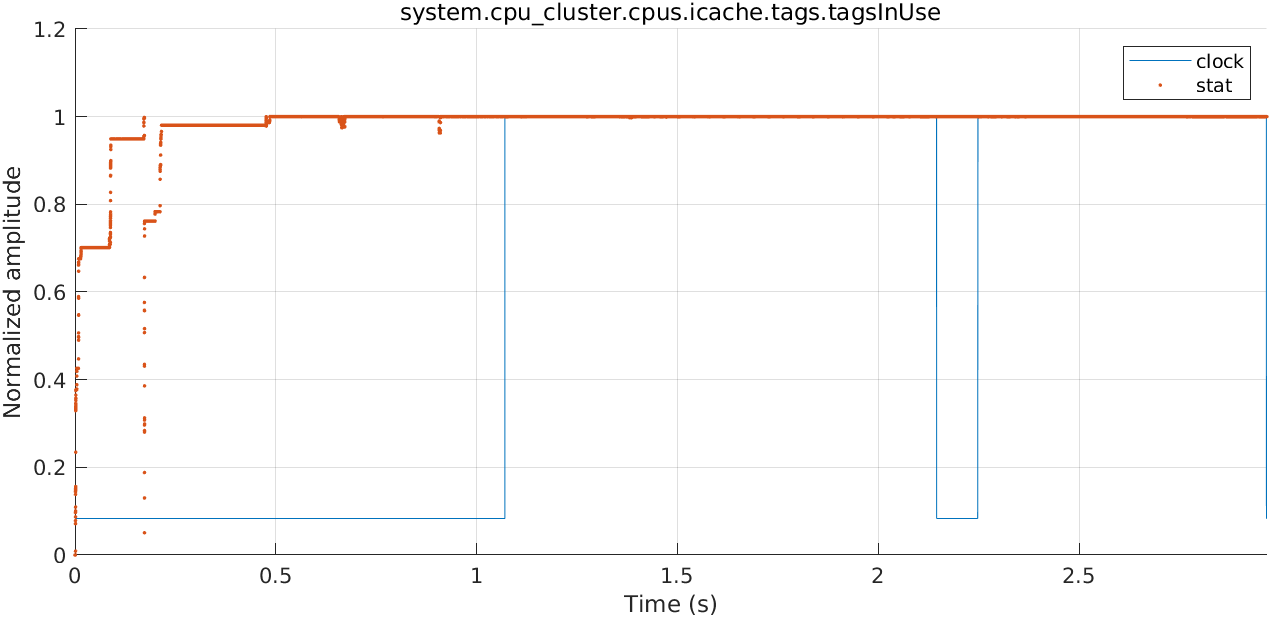 system.cpu_cluster.cpus.icache.tags.tagsInUse
1.2
1
0.8
0.6
0.4
0.2
0
Normalized amplitude
clock
stat
0
0.5
1
1.5
2
2.5
Time (s)